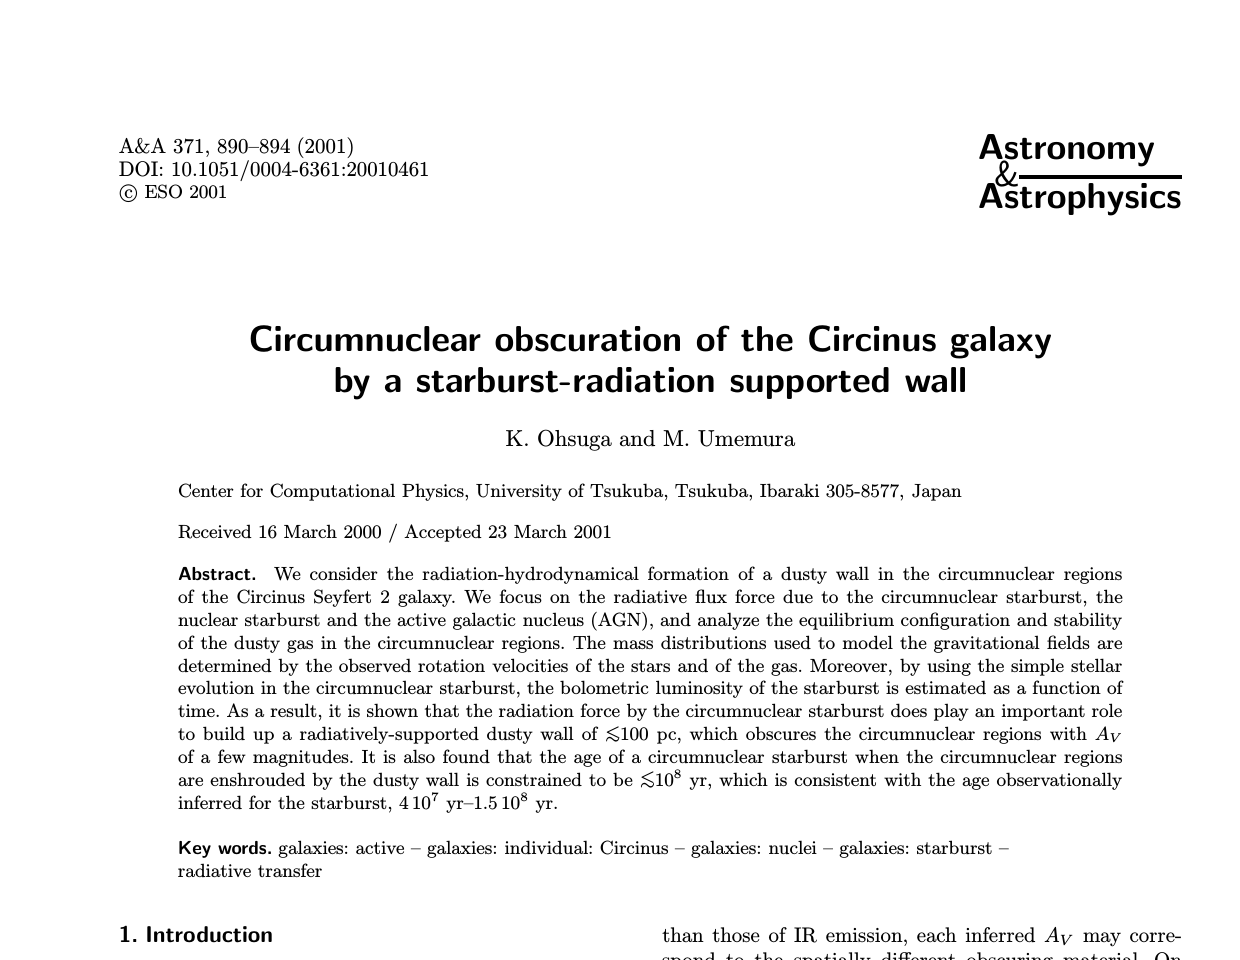 A&A 371, 890–894 (2001)
DOI: 10.1051/0004-6361:20010461
© ESO 2001
Astronomy
&
Astrophysics
Circumnuclear obscuration of the Circinus galaxy
by a starburst-radiation supported wall
K. Ohsuga and M. Umemura
Center for Computational Physics, University of Tsukuba, Tsukuba, Ibaraki 305-8577, Japan
Received 16 March 2000 / Accepted 23 March 2001
Abstract. We consider the radiation-hydrodynamical formation of a dusty wall in the circumnuclear regions
of the Circinus Seyfert 2 galaxy. We focus on the radiative flux force due to the circumnuclear starburst, the
nuclear starburst and the active galactic nucleus (AGN), and analyze the equilibrium configuration and stability
of the dusty gas in the circumnuclear regions. The mass distributions used to model the gravitational fields are
determined by the observed rotation velocities of the stars and of the gas. Moreover, by using the simple stellar
evolution in the circumnuclear starburst, the bolometric luminosity of the starburst is estimated as a function of
time. As a result, it is shown that the radiation force by the circumnuclear starburst does play an important role
to build up a radiatively-supported dusty wall of ≲100 pc, which obscures the circumnuclear regions with A_V
of a few magnitudes. It is also found that the age of a circumnuclear starburst when the circumnuclear regions
are enshrouded by the dusty wall is constrained to be ≲10⁸ yr, which is consistent with the age observationally
inferred for the starburst, 4 10⁷ yr–1.5 10⁸ yr.
Key words. galaxies: active – galaxies: individual: Circinus – galaxies: nuclei – galaxies: starburst –
radiative transfer
1. Introduction
than those of IR emission, each inferred A_V may corre-
spond to the spatially different obscuring material. On